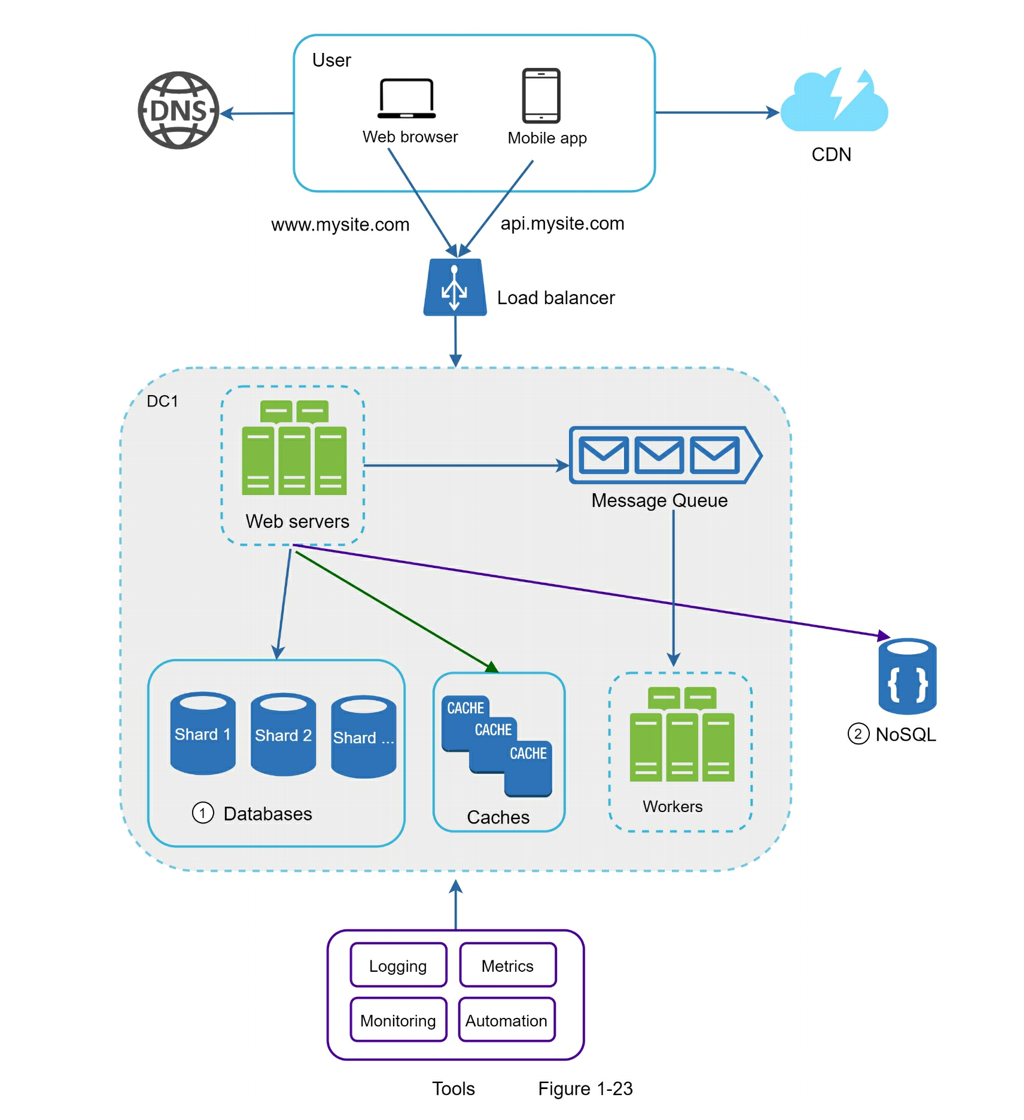 User
DNS
Web browser
Mobile app
CDN
www.mysite.com
api.mysite.com
Load balancer
DC1
Web servers
Message Queue
Shard 1
Shard 2
Shard ...
1 Databases
CACHE
CACHE
CACHE
Caches
Workers
2 NoSQL
Logging
Metrics
Monitoring
Automation
Tools
Figure 1-23